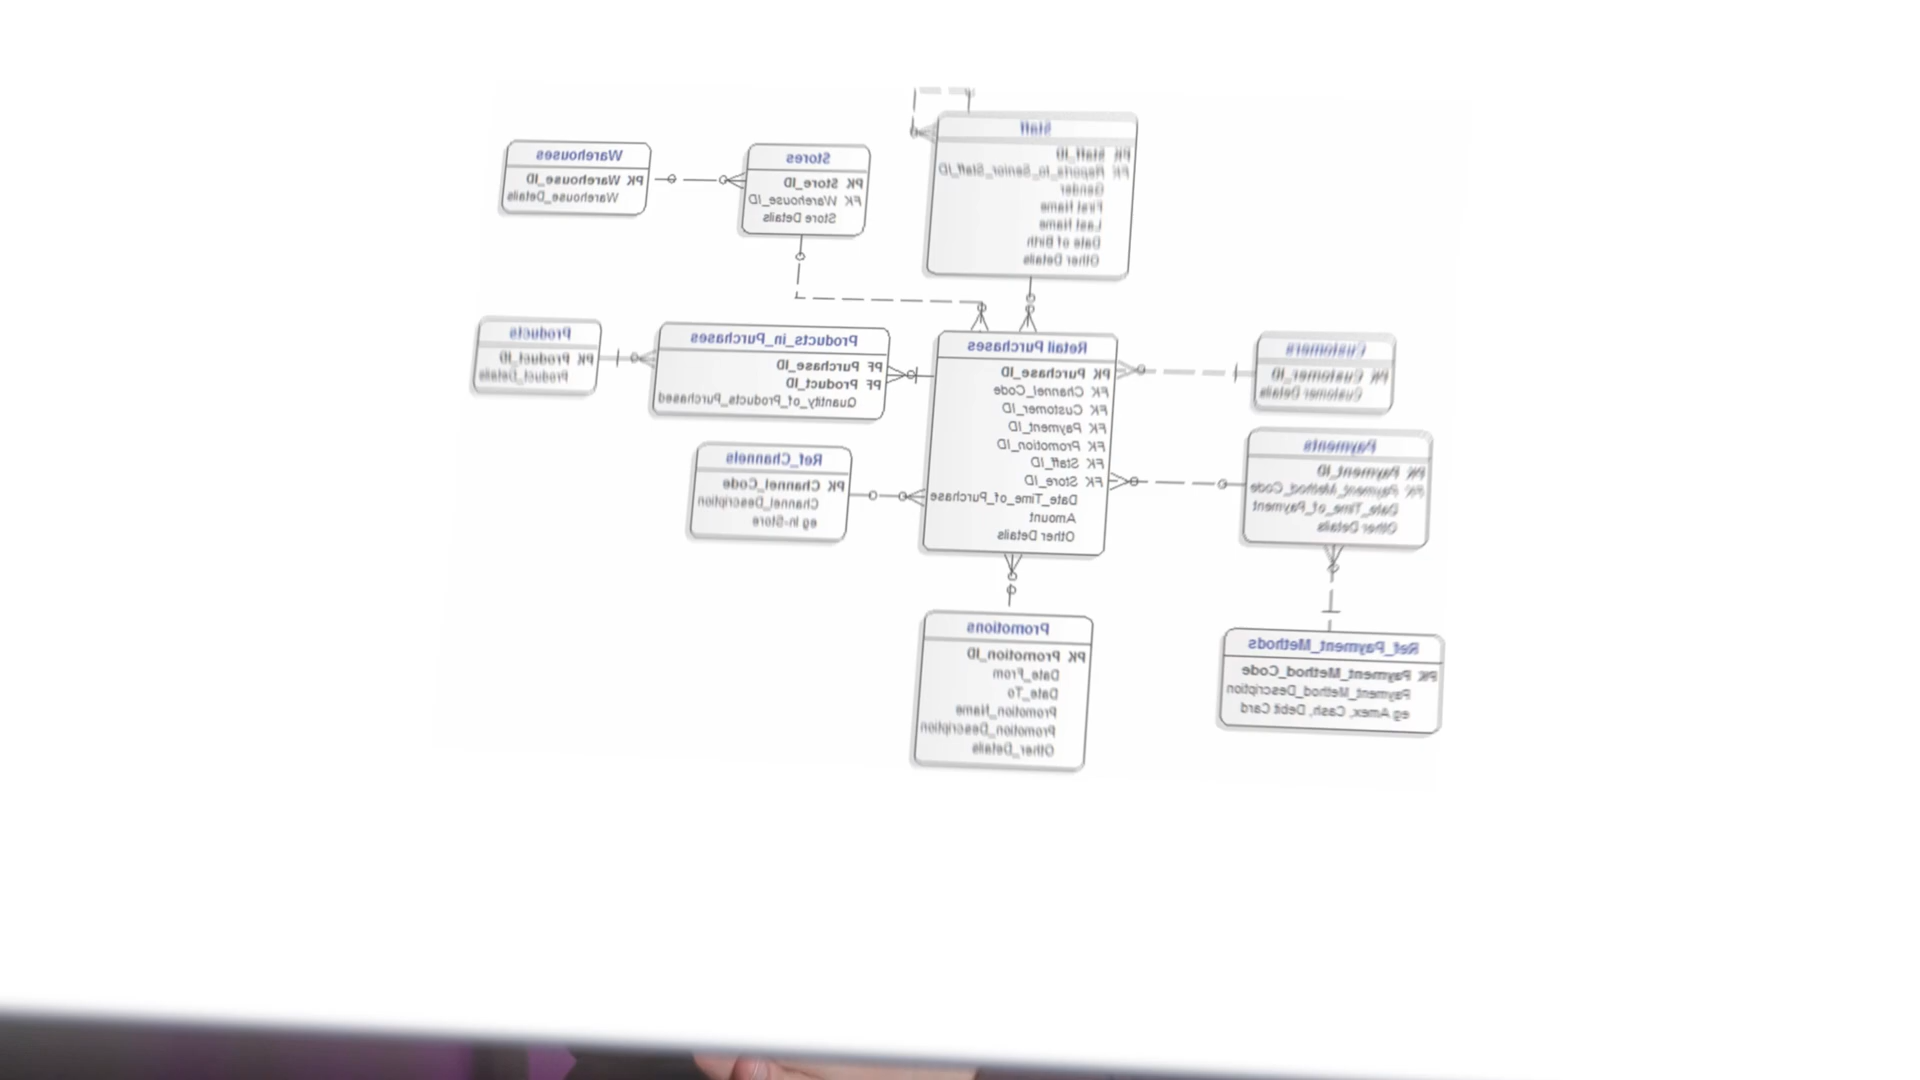 Staff
PK Staff_ID
FK Reports_to_Senior_Staff_ID
Gender
First Name
Last Name
Date of Birth
Other Details
Warehouses
PK Warehouse_ID
Warehouse_Details
Stores
PK Store_ID
FK Warehouse_ID
Store Details
Products
PK Product_ID
Product_Details
Products_in_Purchases
PF Purchase_ID
PF Product_ID
Quantity_of_Products_Purchased
Retail Purchases
PK Purchase_ID
FK Channel_Code
FK Customer_ID
FK Payment_ID
FK Promotion_ID
FK Staff_ID
FK Store_ID
Date_Time_of_Purchase
Amount
Other Details
Customers
PK Customer_ID
Customer Details
Ref_Channels
PK Channel_Code
Channel_Description
eg In-Store
Payments
PK Payment_ID
FK Payment_Method_Code
Date_Time_of_Payment
Other Details
Promotions
PK Promotion_ID
Date_From
Date_To
Promotion_Name
Promotion_Description
Other_Details
Ref_Payment_Methods
PK Payment_Method_Code
Payment_Method_Description
eg Amex, Cash, Debit Card